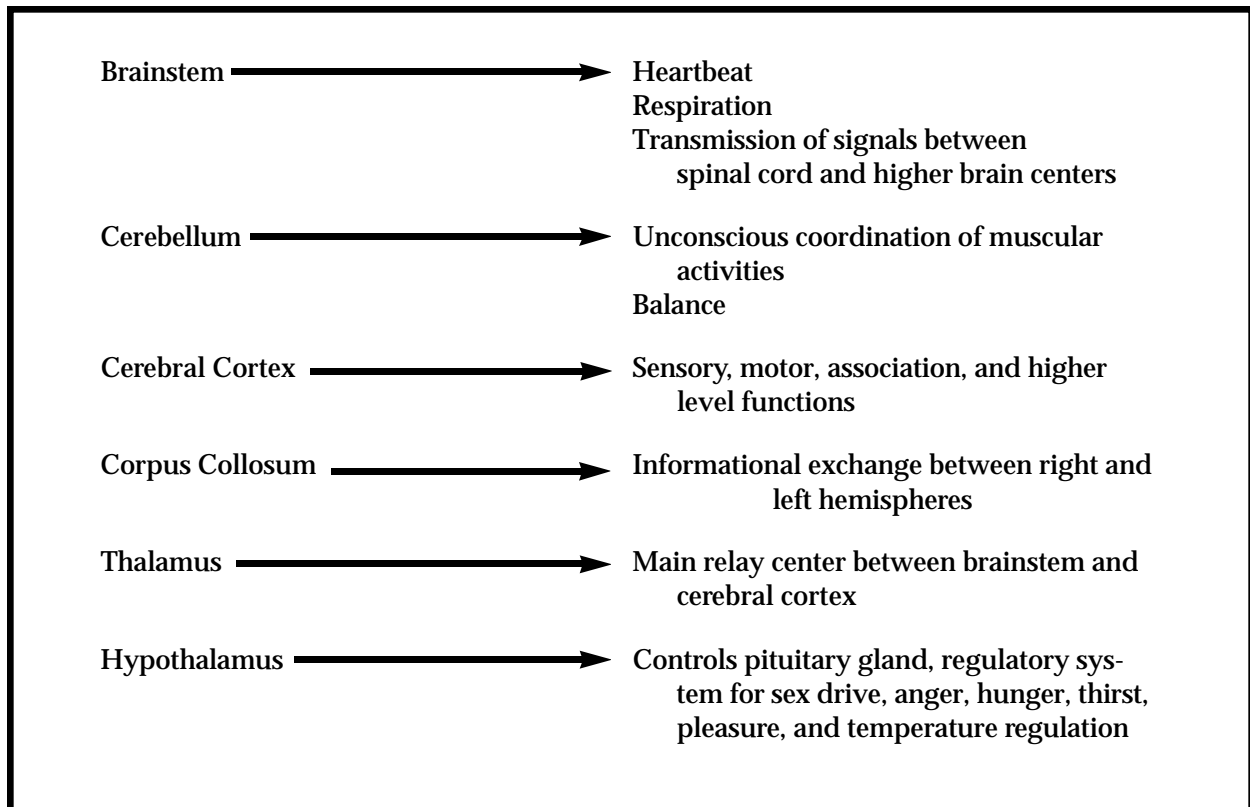 Brainstem Heartbeat
Respiration
Transmission of signals between
spinal cord and higher brain centers
Cerebellum Unconscious coordination of muscular
activities
Balance
Cerebral Cortex Sensory, motor, association, and higher
level functions
Corpus Collosum Informational exchange between right and
left hemispheres
Thalamus Main relay center between brainstem and
cerebral cortex
Hypothalamus Controls pituitary gland, regulatory sys-
tem for sex drive, anger, hunger, thirst,
pleasure, and temperature regulation